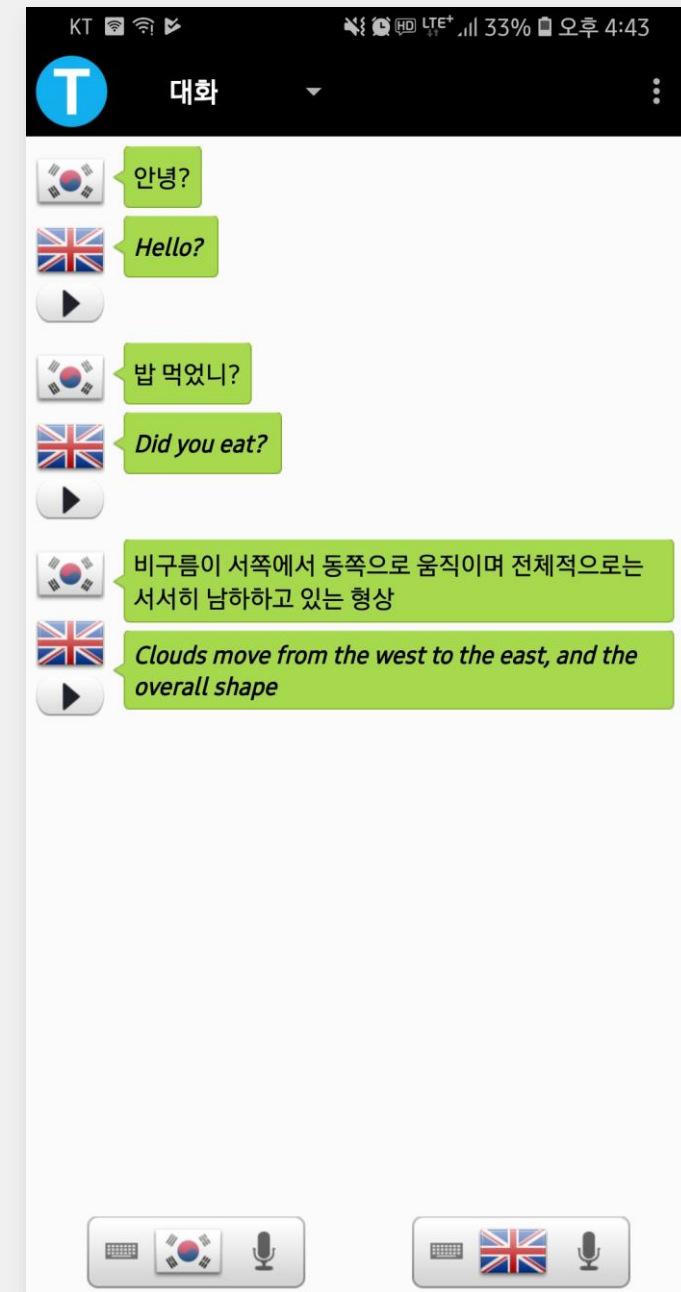 KT HD LTE+ 33% 오후 4:43
T 대화
안녕?
Hello?
밥 먹었니?
Did you eat?
비구름이 서쪽에서 동쪽으로 움직이며 전체적으로는
서서히 남하하고 있는 형상
Clouds move from the west to the east, and the
overall shape